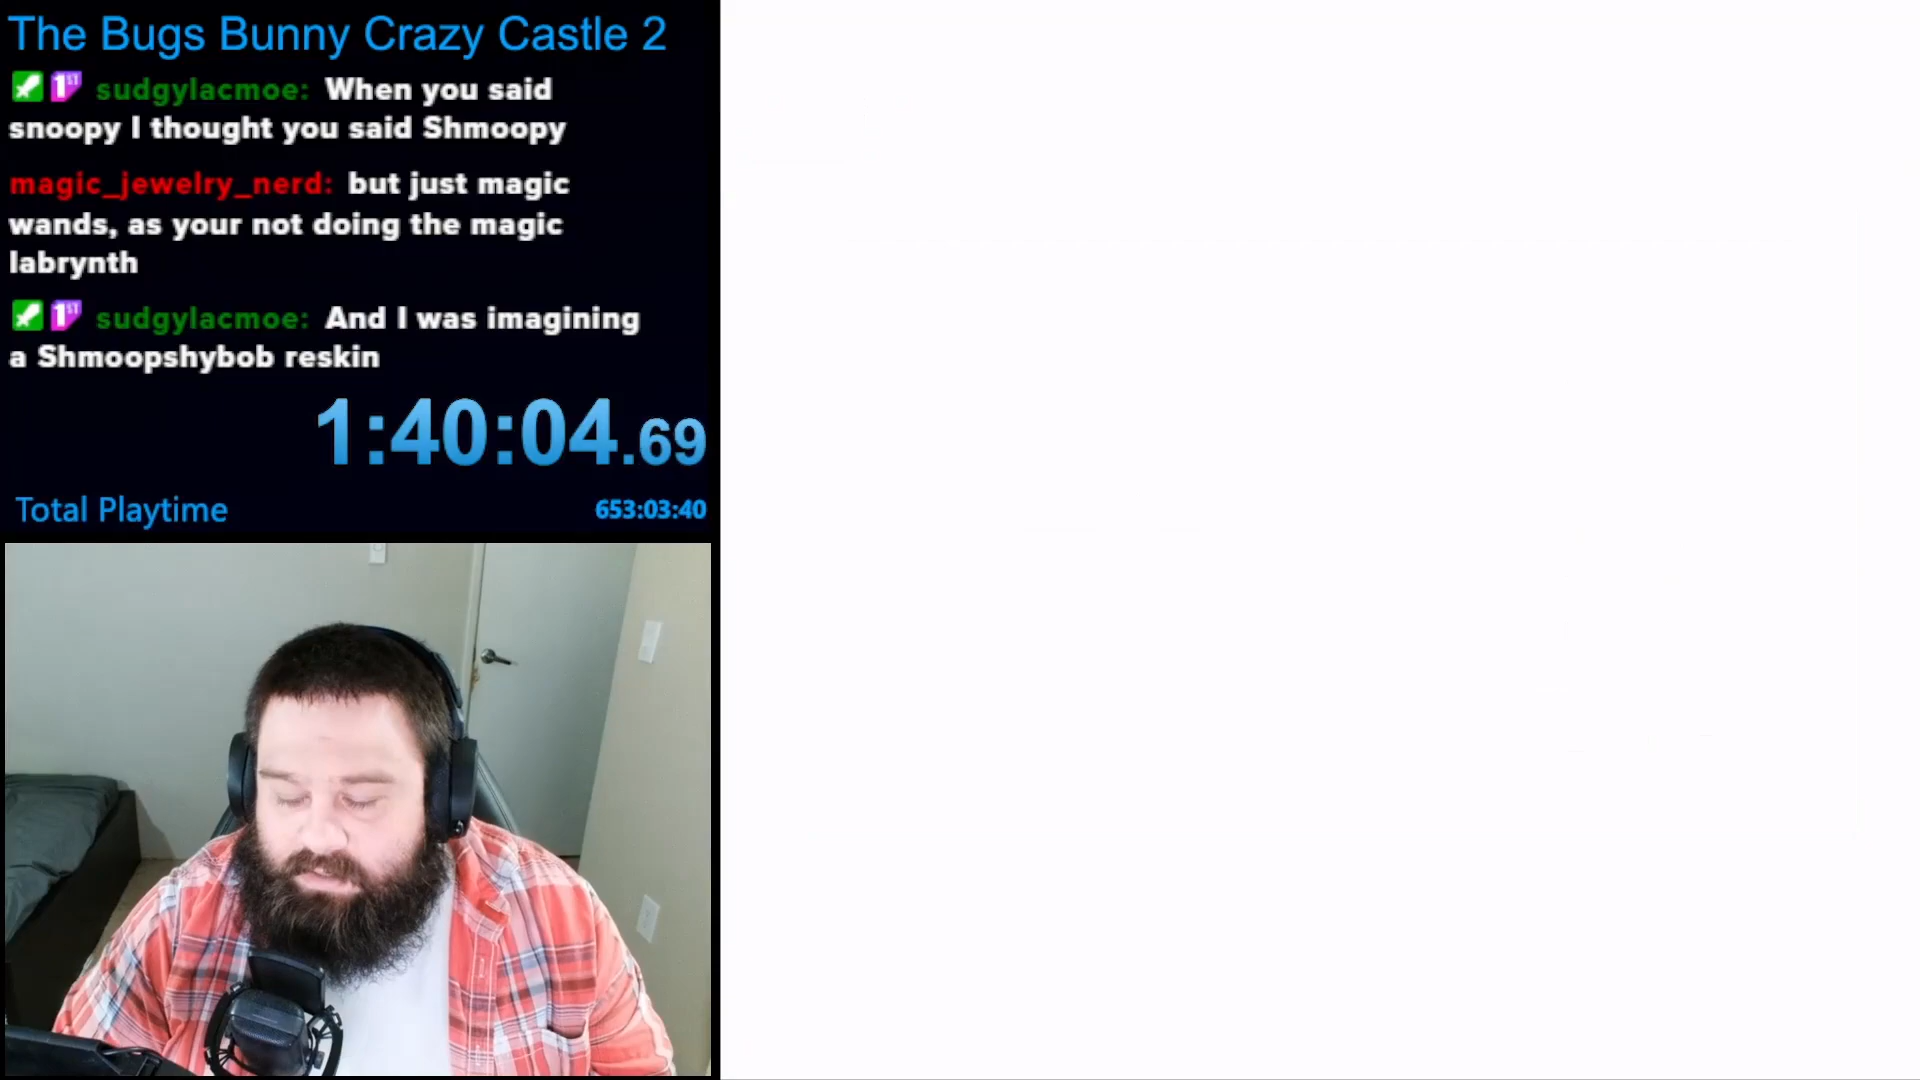 The Bugs Bunny Crazy Castle 2
1ST sudgylacmoe: When you said
snoopy I thought you said Shmoopy
magic_jewelry_nerd: but just magic
wands, as your not doing the magic
labrynth
1ST sudgylacmoe: And I was imagining
a Shmoopshybob reskin
1:40:04.69
Total Playtime 653:03:40